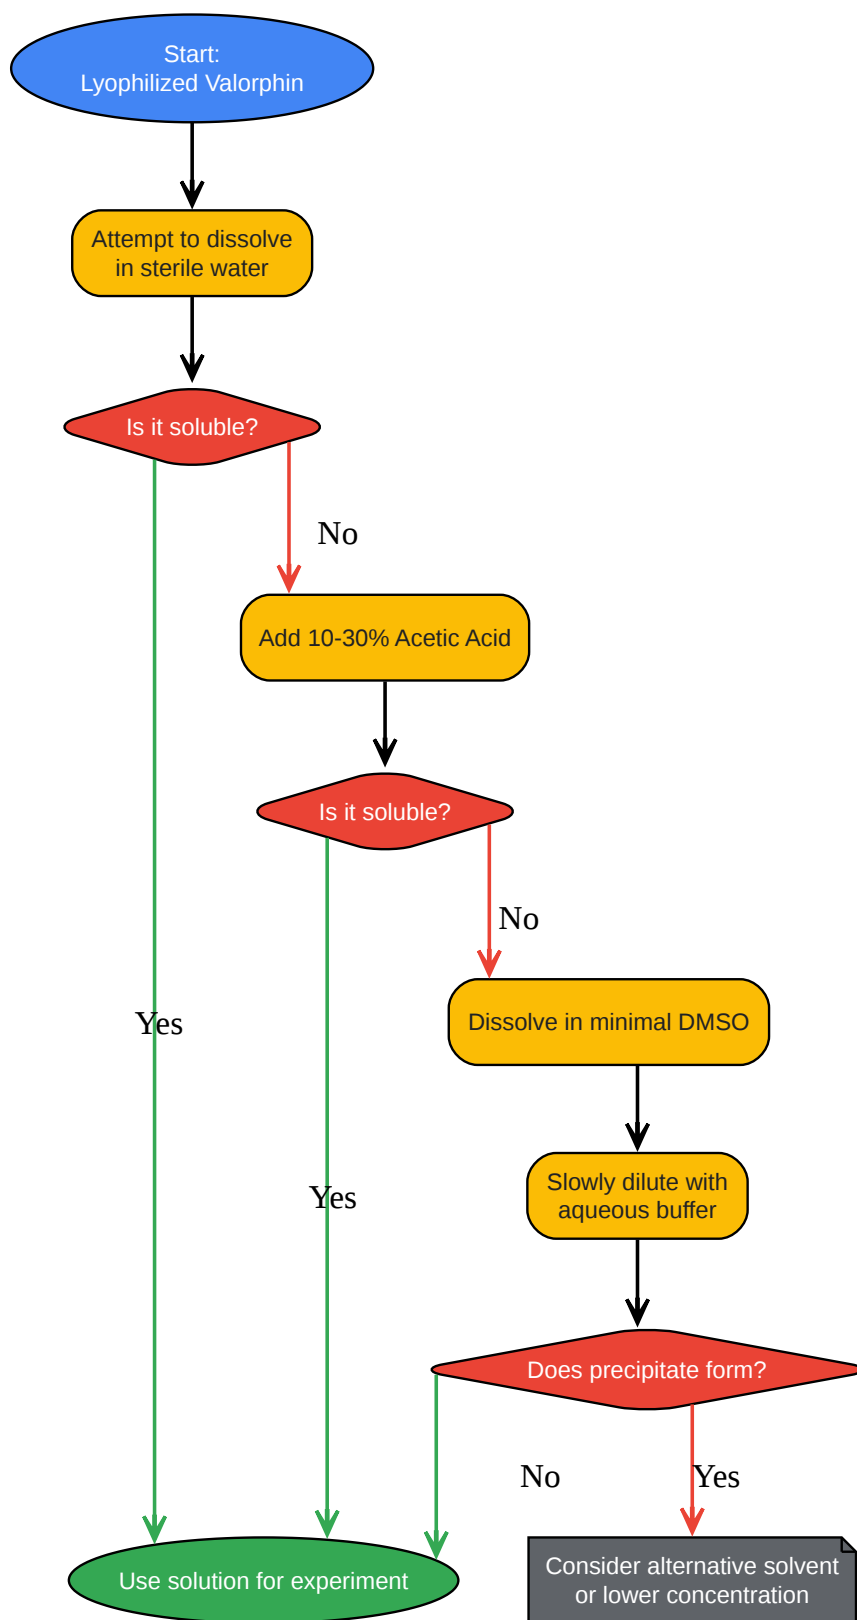 Start:
Lyophilized Valorphin
Attempt to dissolve
in sterile water
Is it soluble?
No
Add 10-30% Acetic Acid
Is it soluble?
No
Dissolve in minimal DMSO
Yes
Slowly dilute with
aqueous buffer
Yes
Does precipitate form?
No
Yes
Use solution for experiment
Consider alternative solvent
or lower concentration